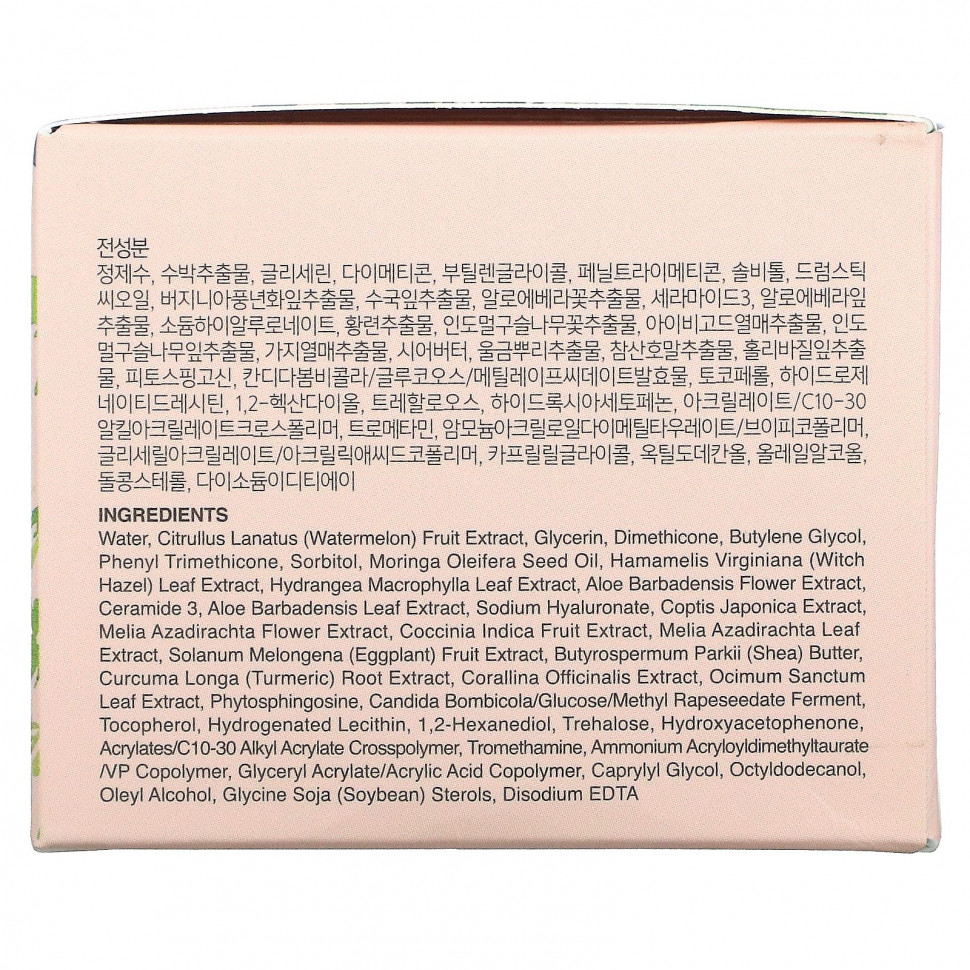 전성분
정제수, 수박추출물, 글리세린, 다이메티콘, 부틸렌글라이콜, 페닐트라이메티콘, 솔비톨, 드럼스틱
씨오일, 버지니아풍년화잎추출물, 수국잎추출물, 알로에베라꽃추출물, 세라마이드3, 알로에베라잎
추출물, 소듐하이알루로네이트, 황련추출물, 인도멀구슬나무꽃추출물, 아이비고드열매추출물, 인도
멀구슬나무잎추출물, 가지열매추출물, 시어버터, 울금뿌리추출물, 참산호말추출물, 홀리바질잎추출
물, 피토스핑고신, 칸디다봄비콜라/글루코오스/메틸레이프씨데이트발효물, 토코페롤, 하이드로제
네이티드레시틴, 1,2-헥산다이올, 트레할로오스, 하이드록시아세토페논, 아크릴레이트/C10-30
알킬아크릴레이트크로스폴리머, 트로메타민, 암모늄아크릴로일다이메틸타우레이트/브이피코폴리머,
글리세릴아크릴레이트/아크릴릭애씨드코폴리머, 카프릴릴글라이콜, 옥틸도데칸올, 올레일알코올,
돌콩스테롤, 다이소듐이디티에이
INGREDIENTS
Water, Citrullus Lanatus (Watermelon) Fruit Extract, Glycerin, Dimethicone, Butylene Glycol,
Phenyl Trimethicone, Sorbitol, Moringa Oleifera Seed Oil, Hamamelis Virginiana (Witch
Hazel) Leaf Extract, Hydrangea Macrophylla Leaf Extract, Aloe Barbadensis Flower Extract,
Ceramide 3, Aloe Barbadensis Leaf Extract, Sodium Hyaluronate, Coptis Japonica Extract,
Melia Azadirachta Flower Extract, Coccinia Indica Fruit Extract, Melia Azadirachta Leaf
Extract, Solanum Melongena (Eggplant) Fruit Extract, Butyrospermum Parkii (Shea) Butter,
Curcuma Longa (Turmeric) Root Extract, Corallina Officinalis Extract, Ocimum Sanctum
Leaf Extract, Phytosphingosine, Candida Bombicola/Glucose/Methyl Rapeseedate Ferment,
Tocopherol, Hydrogenated Lecithin, 1,2-Hexanediol, Trehalose, Hydroxyacetophenone,
Acrylates/C10-30 Alkyl Acrylate Crosspolymer, Tromethamine, Ammonium Acryloyldimethyltaurate
/VP Copolymer, Glyceryl Acrylate/Acrylic Acid Copolymer, Caprylyl Glycol, Octyldodecanol,
Oleyl Alcohol, Glycine Soja (Soybean) Sterols, Disodium EDTA